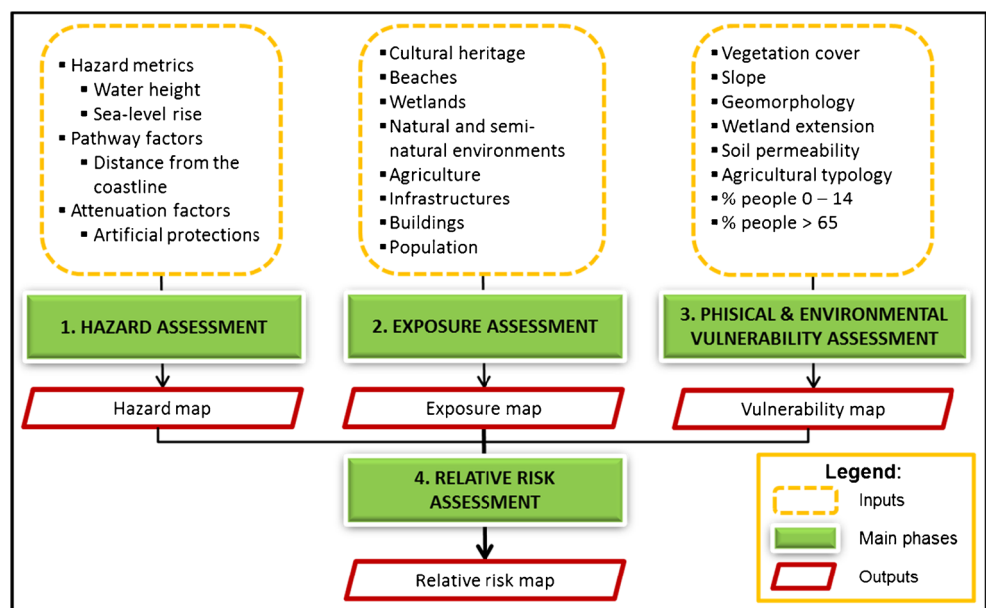 ▪ Hazard metrics
▪ Water height
▪ Sea-level rise
▪ Pathway factors
▪ Distance from the
coastline
▪ Attenuation factors
▪ Artificial protections
▪ Cultural heritage
▪ Beaches
▪ Wetlands
▪ Natural and semi-
natural environments
▪ Agriculture
▪ Infrastructures
▪ Buildings
▪ Population
▪ Vegetation cover
▪ Slope
▪ Geomorphology
▪ Wetland extension
▪ Soil permeability
▪ Agricultural typology
▪ % people 0 – 14
▪ % people > 65
1. HAZARD ASSESSMENT
2. EXPOSURE ASSESSMENT
3. PHISICAL & ENVIRONMENTAL
VULNERABILITY ASSESSMENT
Hazard map
Exposure map
Vulnerability map
4. RELATIVE RISK
ASSESSMENT
Relative risk map
Legend:
Inputs
Main phases
Outputs